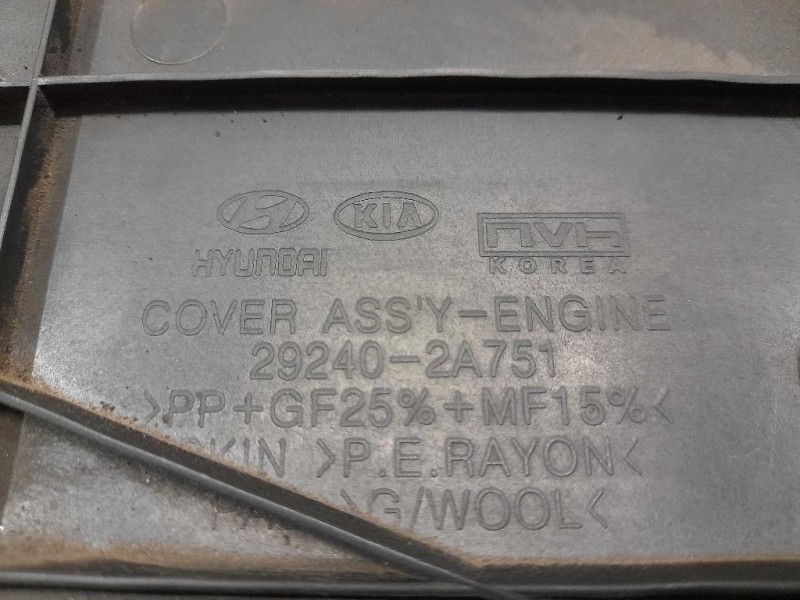 KIA nvh
HYUNDAI KOREA
COVER ASS'Y-ENGINE
29240-2A751
>PP+GF25%+MF15%<
>P.E.RAYON<
>G/WOOL<